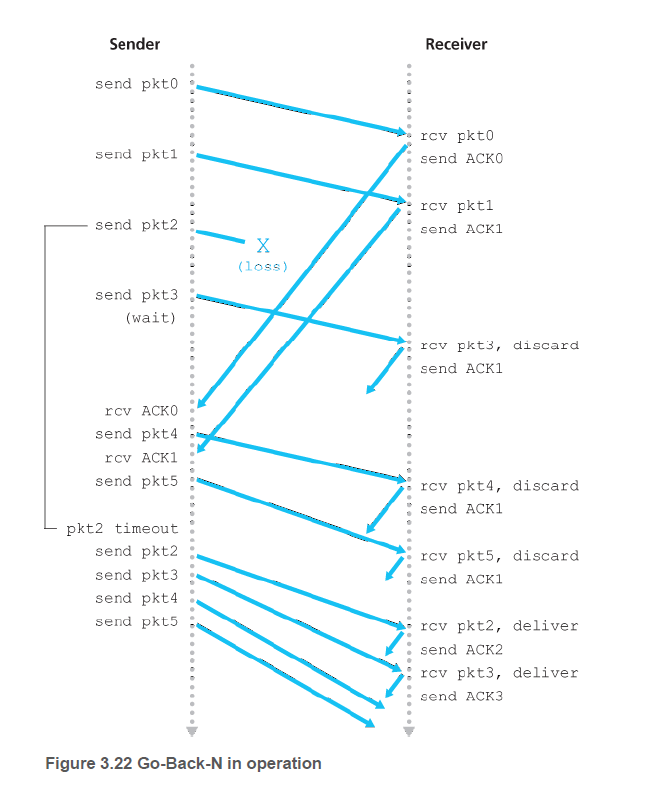 Sender
Receiver
send pkt0
rcv pkt0
send pkt1
send ACK0
rcv pkt1
send pkt2
send ACK1
X
(loss)
send pkt3
(wait)
rcv pkt3, discard
send ACK1
rcv ACK0
send pkt4
rcv ACK1
send pkt5
rcv pkt4, discard
send ACK1
pkt2 timeout
send pkt2
rcv pkt5, discard
send pkt3
send ACK1
send pkt4
send pkt5
rcv pkt2, deliver
send ACK2
rcv pkt3, deliver
send ACK3
Figure 3.22 Go-Back-N in operation